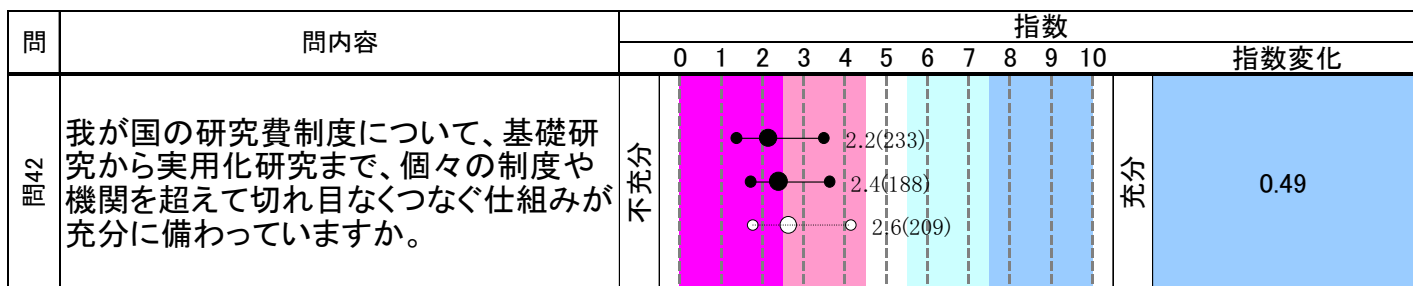 問
問内容
指数
0 1 2 3 4 5 6 7 8 9 10
指数変化
問42
我が国の研究費制度について、基礎研
究から実用化研究まで、個々の制度や
機関を超えて切れ目なくつなぐ仕組みが
充分に備わっていますか。
不充分
2.2(233)
2.4(188)
2.6(209)
充分
0.49